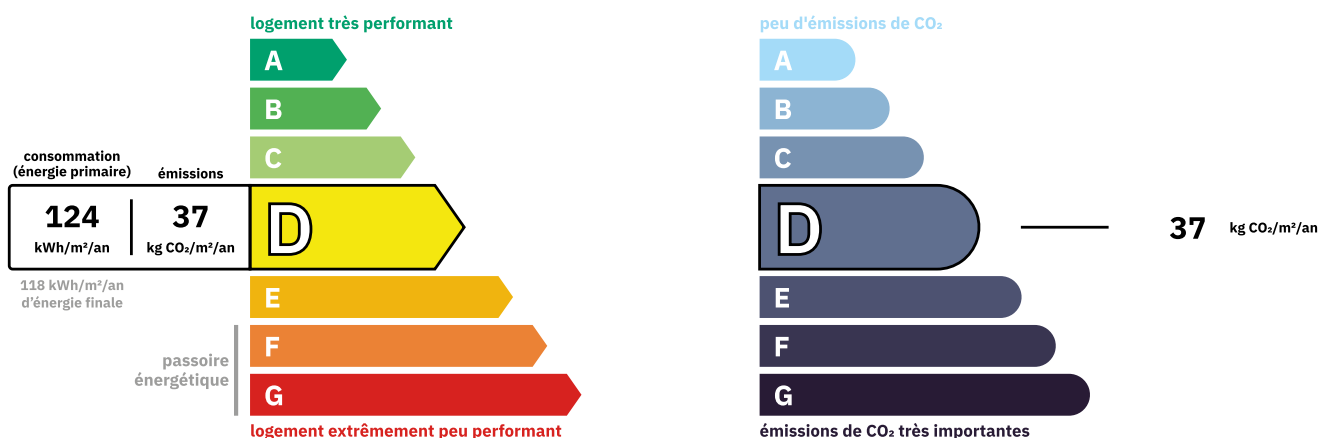 logement très performant
A
B
C
consommation
(énergie primaire)
émissions
124
kWh/m²/an
37
kg CO₂/m²/an
D
118 kWh/m²/an
d’énergie finale
E
passoire
énergétique
F
G
logement extrêmement peu performant
peu d'émissions de CO₂
A
B
C
D
37 kg CO₂/m²/an
E
F
G
émissions de CO₂ très importantes